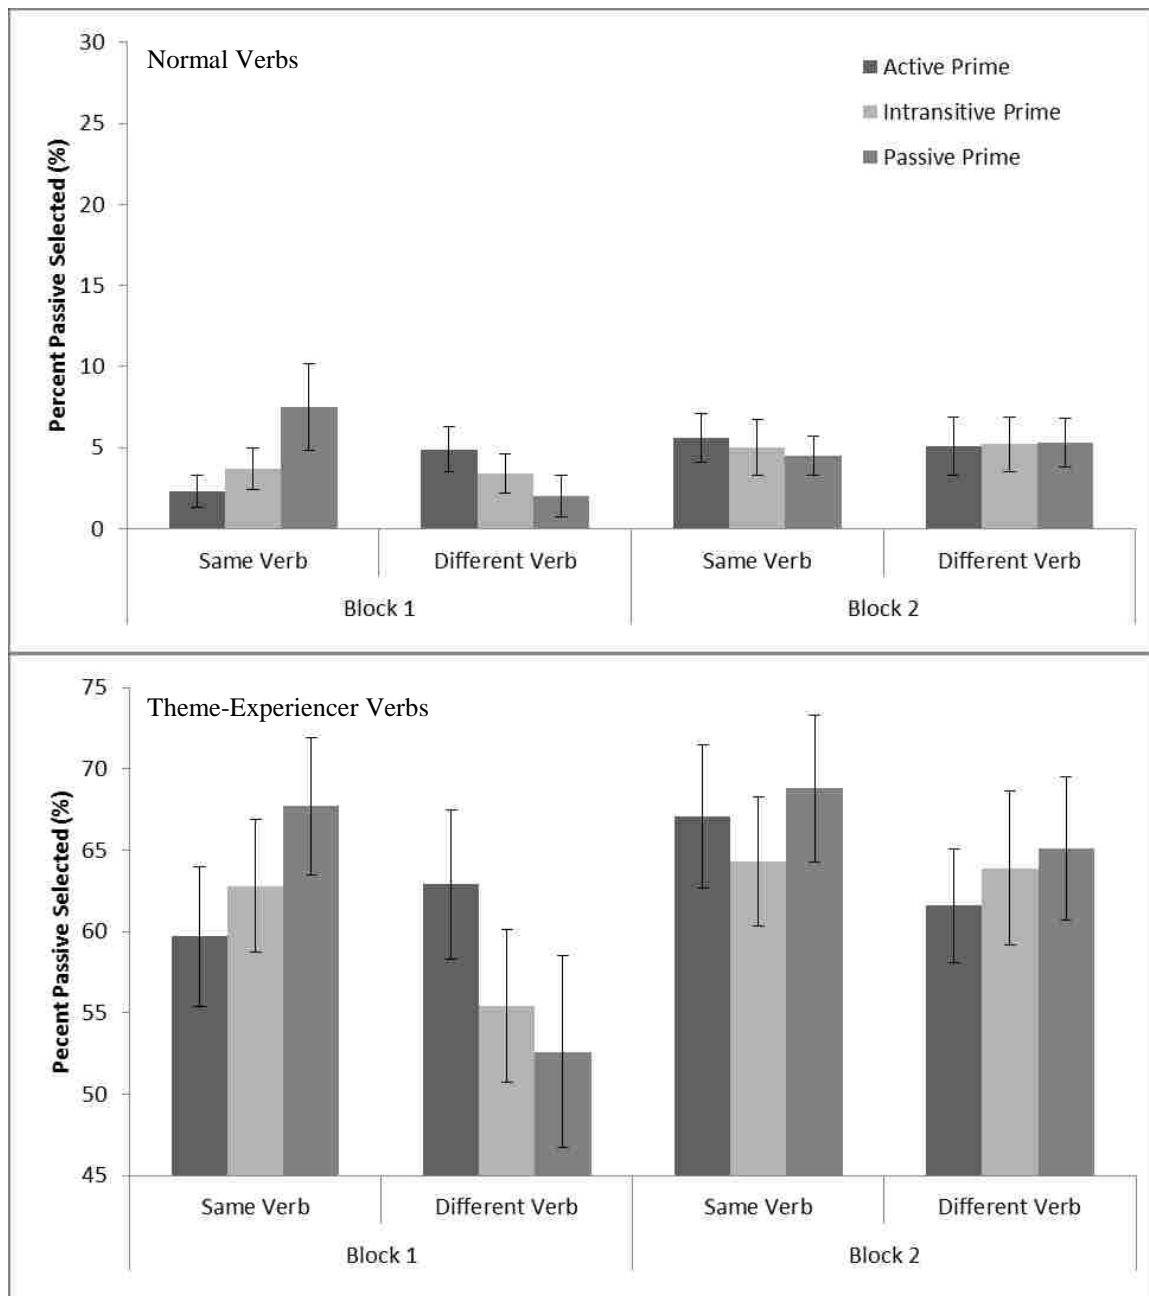 Normal Verbs
Active Prime
Intransitive Prime
Passive Prime
Percent Passive Selected (%)
30
25
20
15
10
5
0
Same Verb Different Verb Same Verb Different Verb
Block 1 Block 2
Theme-Experiencer Verbs
Pecent Passive Selected (%)
75
70
65
60
55
50
45
Same Verb Different Verb Same Verb Different Verb
Block 1 Block 2